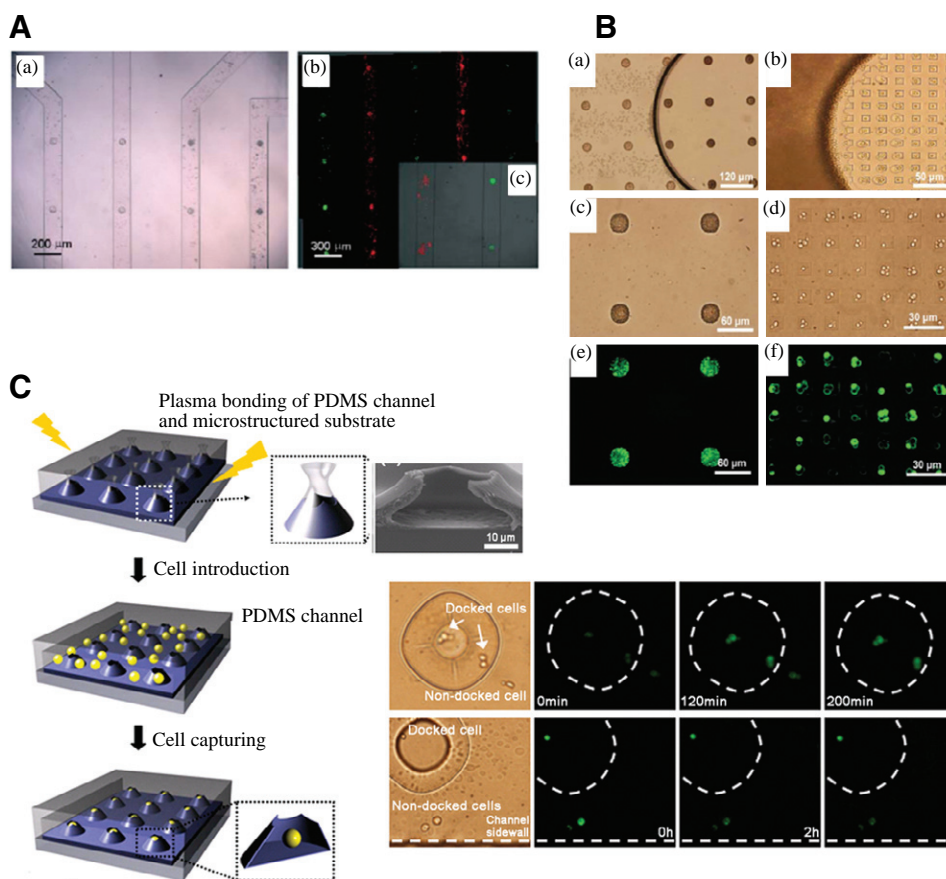 A
(a)
200 µm
(b)
(c)
300 µm
B
(a)
120 µm
(b)
50 µm
(c)
60 µm
(d)
30 µm
(e)
60 µm
(f)
30 µm
C
Plasma bonding of PDMS channel
and microstructured substrate
10 µm
Cell introduction
PDMS channel
Cell capturing
Docked cells
Non-docked cell
0min
120min
200min
Docked cell
Non-docked cells
Channel
sidewall
0h
2h